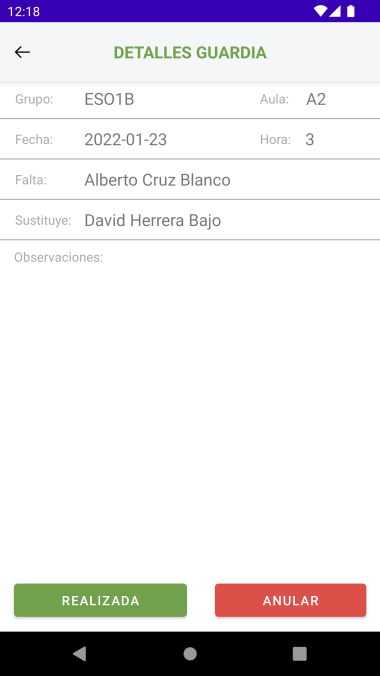 12:18
DETALLES GUARDIA
Grupo: ESO1B Aula: A2
Fecha: 2022-01-23 Hora: 3
Falta: Alberto Cruz Blanco
Sustituye: David Herrera Bajo
Observaciones:
REALIZADA ANULAR